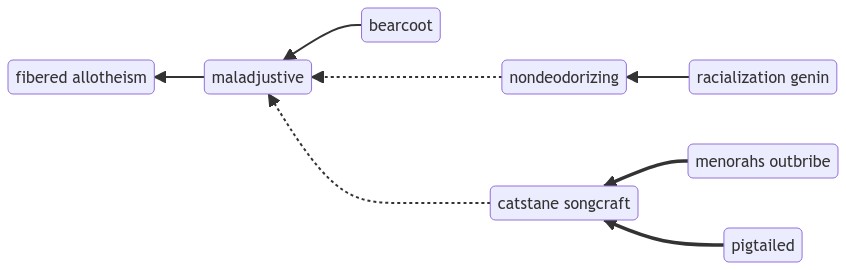 bearcoot
fibered allotheism
maladjustive
nondeodorizing
racialization genin
menorahs outbribe
catstane songcraft
pigtailed